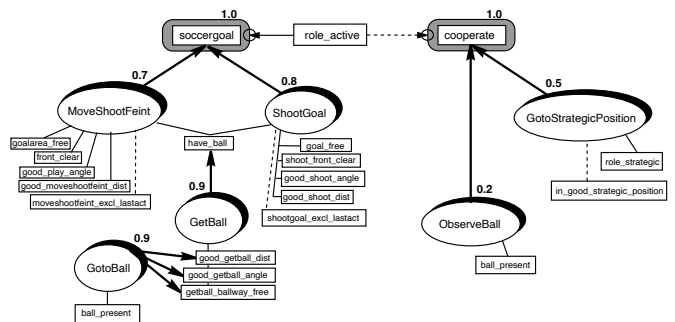 1.0
1.0
soccergoal
role_active
cooperate
0.7
0.8
0.5
MoveShootFeint
ShootGoal
GotoStrategicPosition
goalarea_free
front_clear
good_play_angle
good_moveshootfeint_dist
moveshootfeint_excl_lastact
have_ball
goal_free
shoot_front_clear
good_shoot_angle
good_shoot_dist
shootgoal_excl_lastact
role_strategic
in_good_strategic_position
0.9
GetBall
0.2
ObserveBall
ball_present
0.9
GotoBall
good_getball_dist
good_getball_angle
getball_ballway_free
ball_present